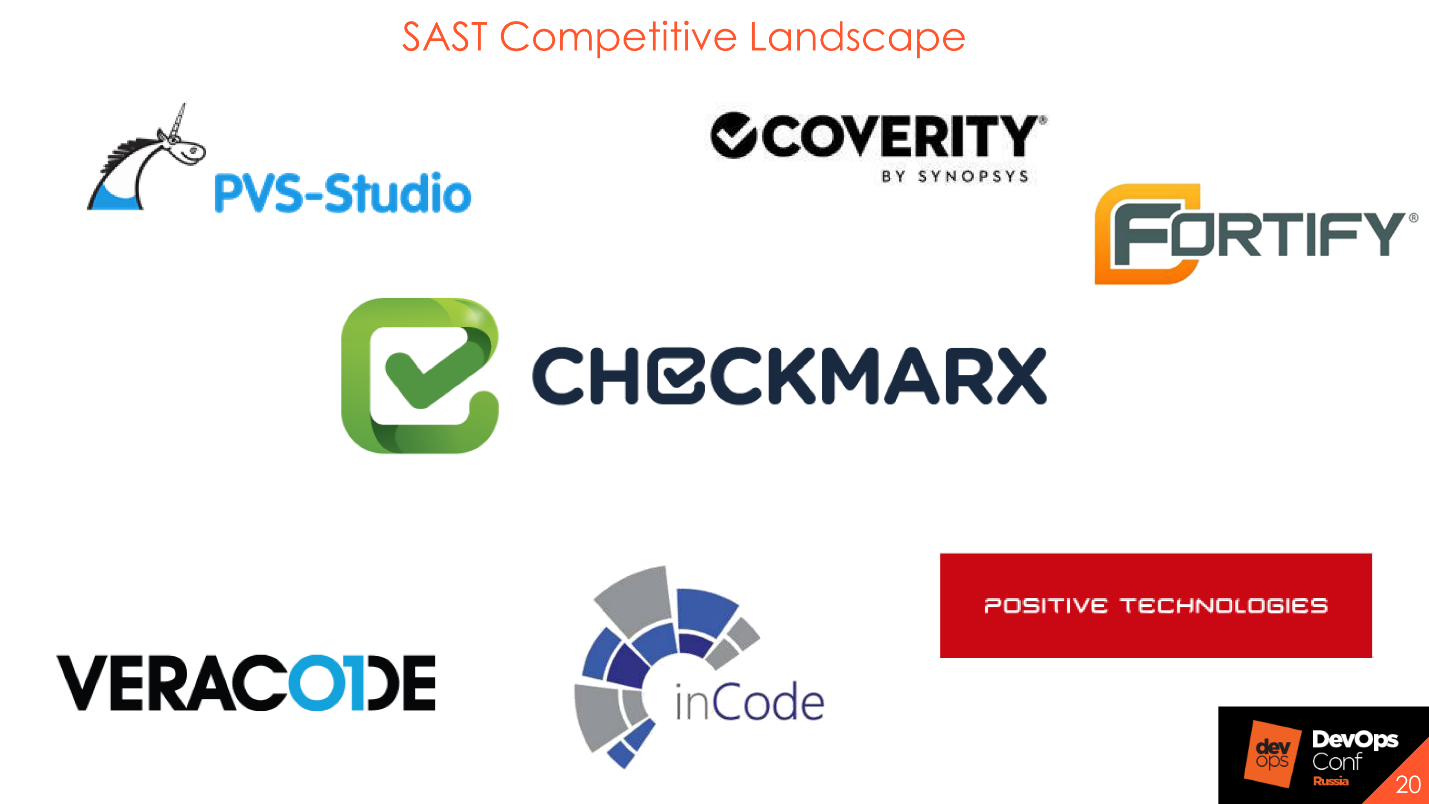 SAST Competitive Landscape
PVS-Studio
COVERITY®
BY SYNOPSYS
FORTIFY®
CHECKMARX
POSITIVE TECHNOLOGIES
VERACODE
inCode
dev
ops
DevOps
Conf
Russia
20